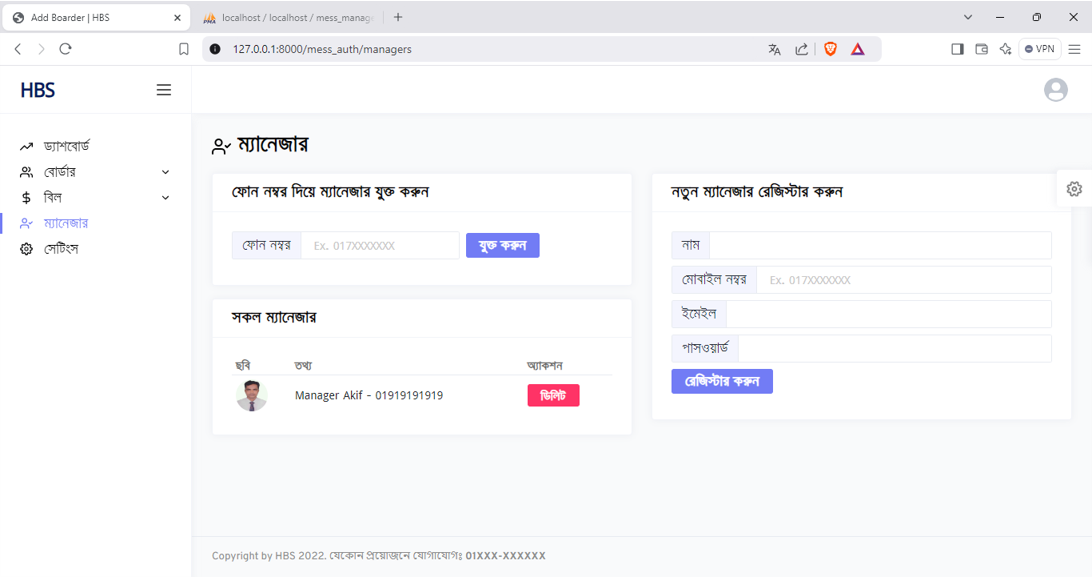 Add Boarder | HBS
localhost / localhost / mess_manag
127.0.0.1:8000/mess_auth/managers
VPN
HBS
ড্যাশবোর্ড
বোর্ডার
বিল
ম্যানেজার
সেটিংস
ম্যানেজার
ফোন নম্বর দিয়ে ম্যানেজার যুক্ত করুন
ফোন নম্বর Ex. 017XXXXXXX যুক্ত করুন
সকল ম্যানেজার
ছবি তথ্য অ্যাকশন
Manager Akif - 01919191919 ডিলিট
নতুন ম্যানেজার রেজিস্টার করুন
নাম
মোবাইল নম্বর Ex. 017XXXXXXX
ইমেইল
পাসওয়ার্ড
রেজিস্টার করুন
Copyright by HBS 2022. যেকোন প্রয়োজনে যোগাযোগঃ 01XXX-XXXXXX